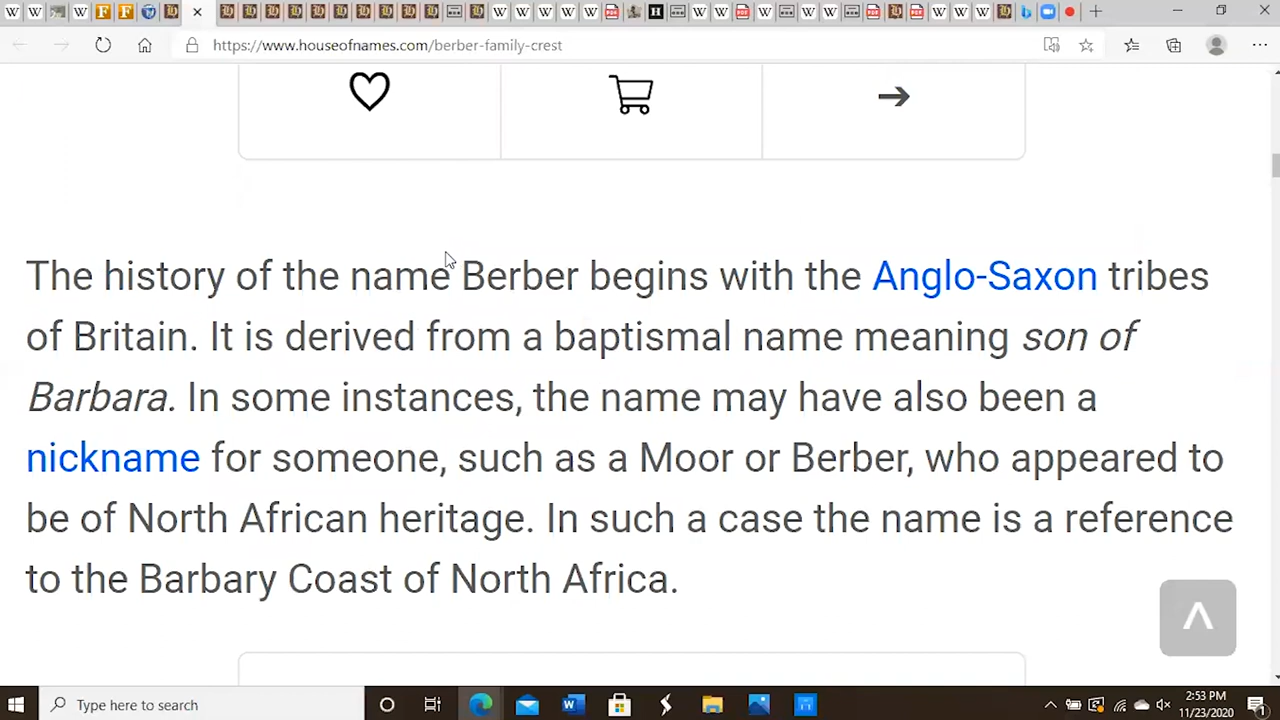 https://www.houseofnames.com/berber-family-crest
The history of the name Berber begins with the Anglo-Saxon tribes
of Britain. It is derived from a baptismal name meaning son of
Barbara. In some instances, the name may have also been a
nickname for someone, such as a Moor or Berber, who appeared to
be of North African heritage. In such a case the name is a reference
to the Barbary Coast of North Africa.
Type here to search
2:53 PM
11/23/2020